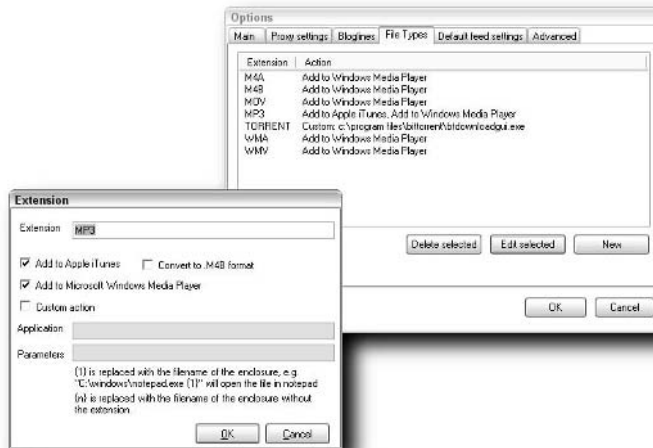 Options
Main Proxy settings Bloglines File Types Default feed settings Advanced
Extension Action
M4A Add to Windows Media Player
M4B Add to Windows Media Player
MOV Add to Windows Media Player
MP3 Add to Apple iTunes, Add to Windows Media Player
TORRENT Custom: c:\program files\bittorrent\btdownloadgui.exe
WMA Add to Windows Media Player
WMV Add to Windows Media Player
Delete selected Edit selected New
OK Cancel
Extension
Extension MP3
Add to Apple iTunes Convert to .M4B format
Add to Microsoft Windows Media Player
Custom action
Application:
Parameters
{1} is replaced with the filename of the enclosure, e.g.
"C:\windows\notepad.exe {1}" will open the file in notepad
{n} is replaced with the filename of the enclosure without
the extension
OK Cancel